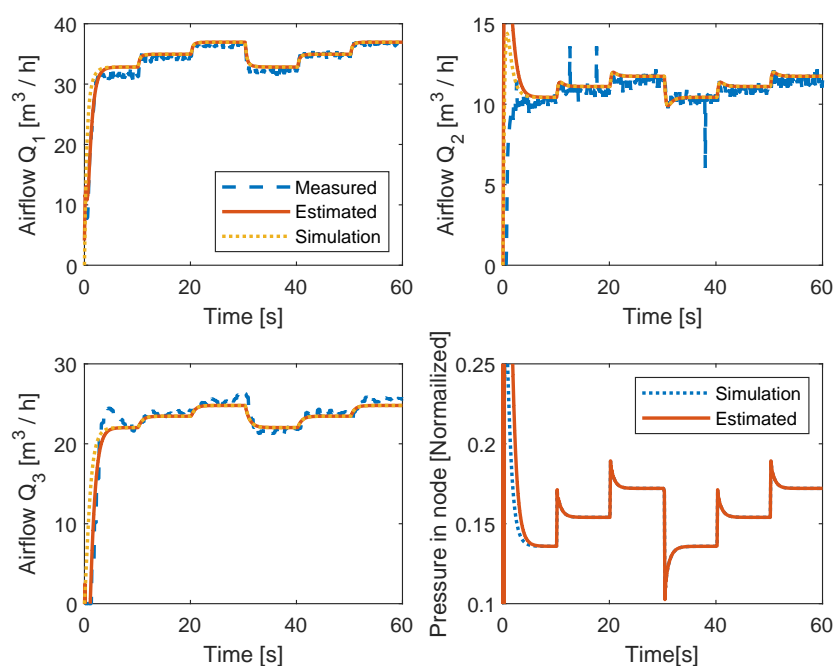 40
30
20
10
0
0
20
40
60
Airflow Q1 [m3 / h]
Time [s]
Measured
Estimated
Simulation
15
10
5
0
0
20
40
60
Airflow Q2 [m3 / h]
Time [s]
30
20
10
0
0
20
40
60
Airflow Q3 [m3 / h]
Time [s]
0.25
0.2
0.15
0.1
0
20
40
60
Pressure in node [Normailized]
Time[s]
Simulation
Estimated